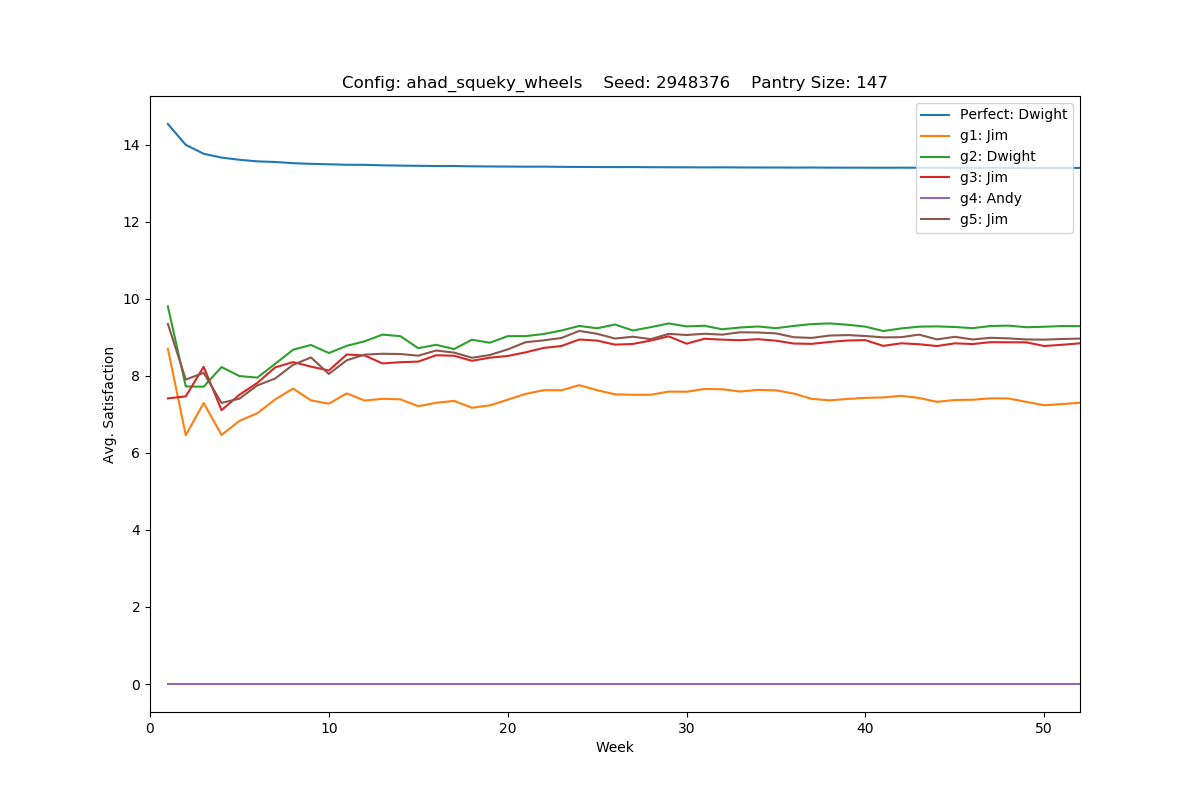 Config: ahad_squeky_wheels    Seed: 2948376    Pantry Size: 147
Perfect: Dwight
g1: Jim
g2: Dwight
g3: Jim
g4: Andy
g5: Jim
Avg. Satisfaction
14
12
10
8
6
4
2
0
0 10 20 30 40 50
Week